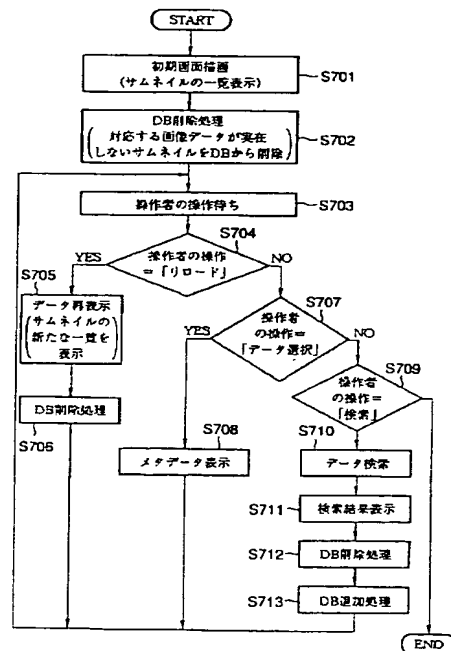 START
初期画面描画
(サムネイルの一覧表示)
S701
DB削除処理
(対応する画像データが実在
しないサムネイルをDBから削除)
S702
操作者の操作待ち
S703
S704
操作者の操作
=「リロード」
YES
NO
S705
データ再表示
(サムネイルの
新たな一覧を
表示)
S707
操作者
の操作=
「データ選択」
YES
NO
DB削除処理
S706
S709
操作者
の操作=
「検索」
S708
メタデータ表示
S710
データ検索
S711
検索結果表示
S712
DB削除処理
S713
DB追加処理
END